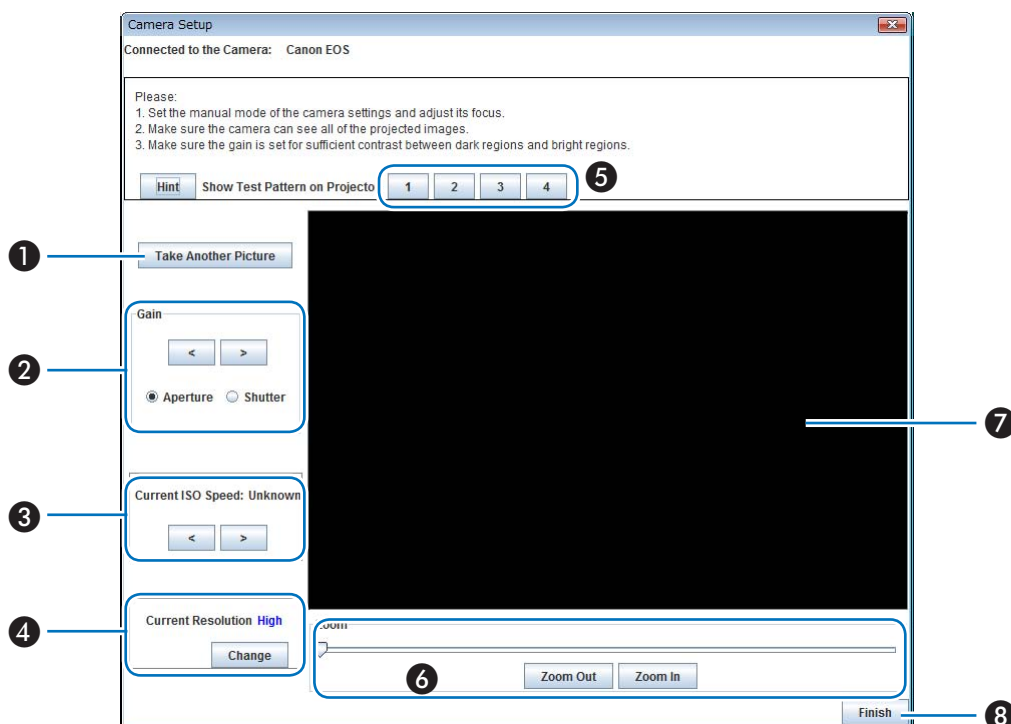 Camera Setup
Connected to the Camera: Canon EOS
Please:
1. Set the manual mode of the camera settings and adjust its focus.
2. Make sure the camera can see all of the projected images.
3. Make sure the gain is set for sufficient contrast between dark regions and bright regions.
Hint Show Test Pattern on Projecto 1 2 3 4 5
1 Take Another Picture
Gain
< >
2
Aperture Shutter
7
Current ISO Speed: Unknown
3 < >
4 Current Resolution High
Zoom
Change
6 Zoom Out Zoom In
Finish 8